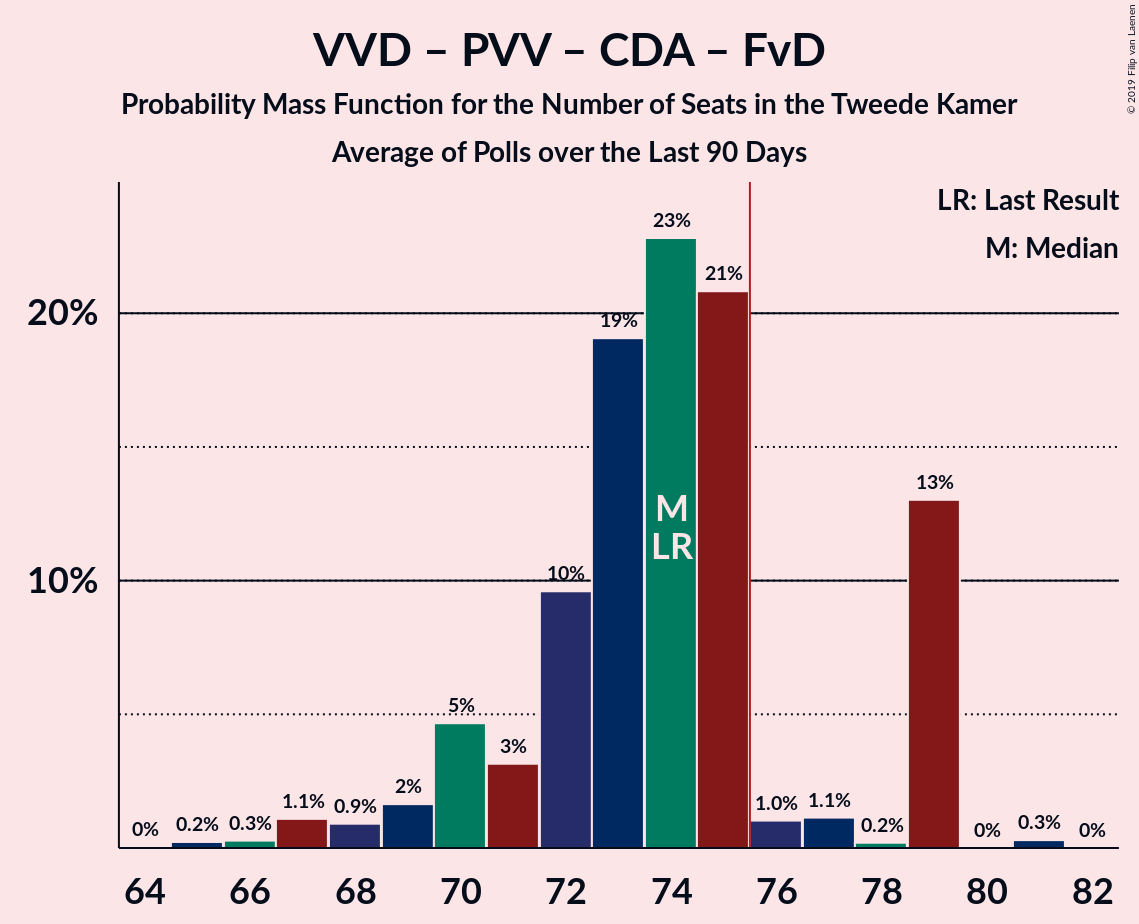 VVD – PVV – CDA – FvD
Probability Mass Function for the Number of Seats in the Tweede Kamer
Average of Polls over the Last 90 Days
© 2019 Filip van Laenen
LR: Last Result
M: Median
20%
10%
0%
0.2%
0.3%
1.1%
0.9%
2%
5%
3%
10%
19%
23%
21%
1.0%
1.1%
0.2%
13%
0%
0.3%
0%
M
LR
64 66 68 70 72 74 76 78 80 82